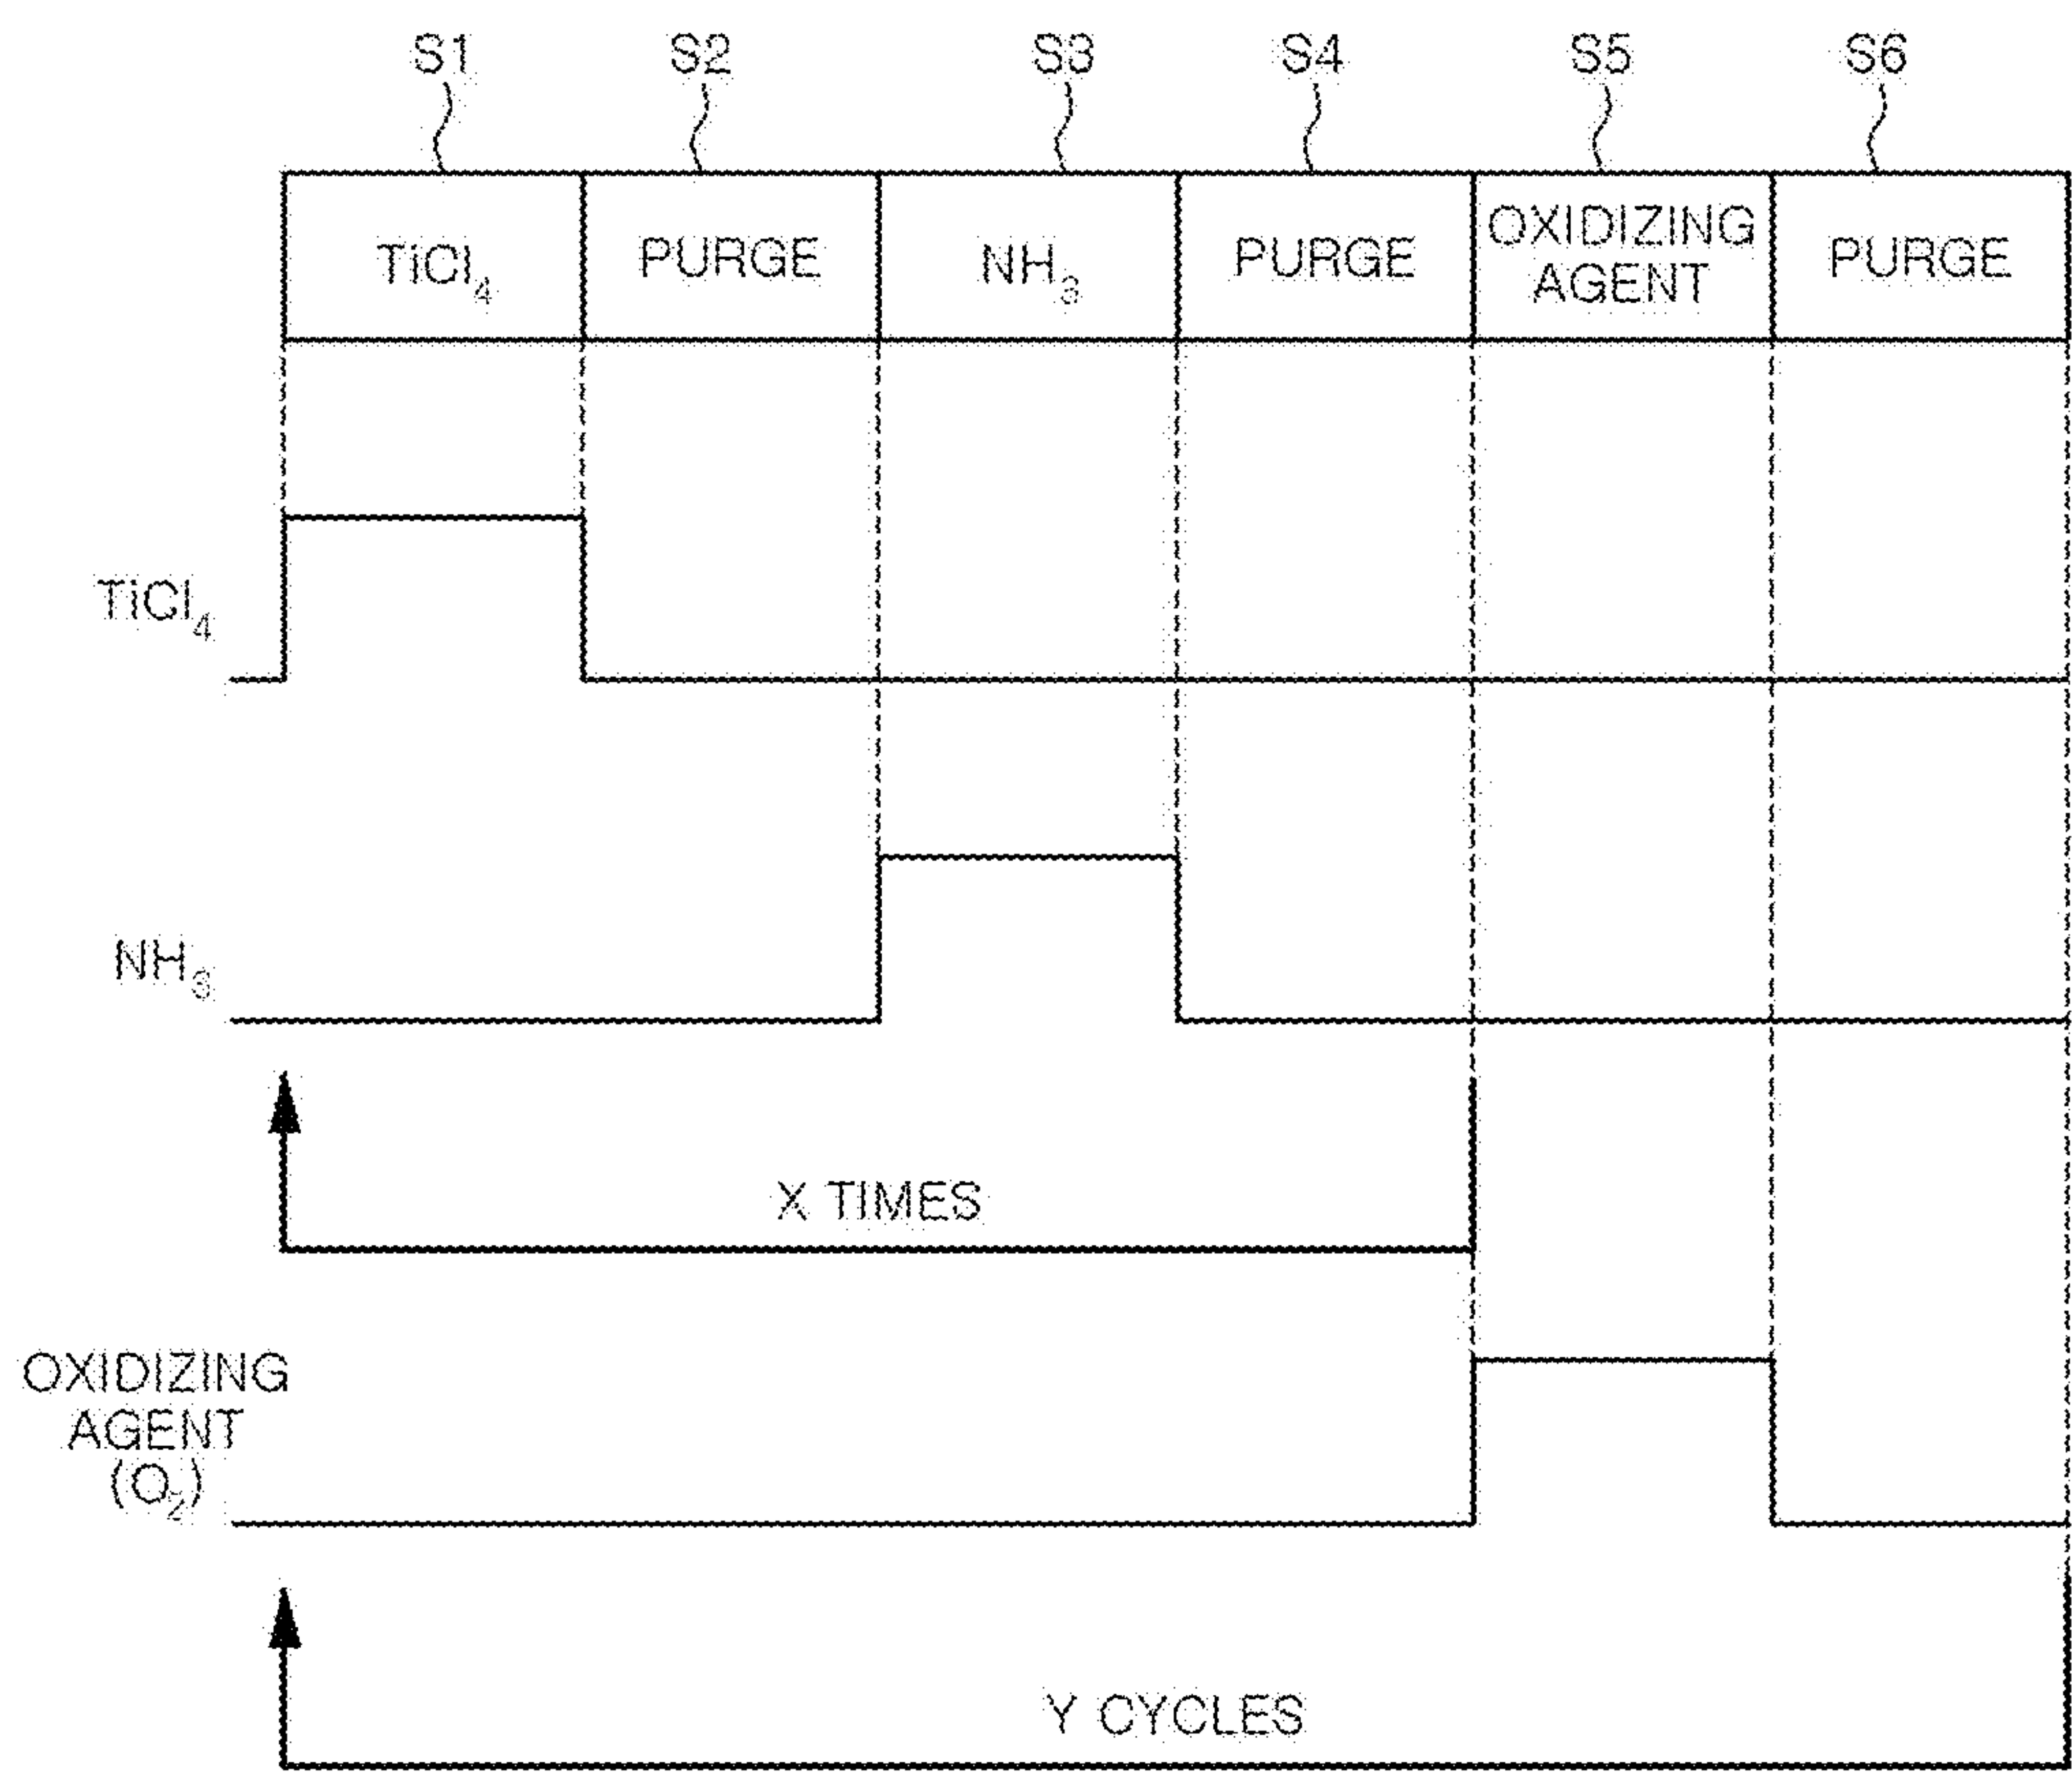 S1 S2 S3 S4 S5 S6
TiCl₄ PURGE NH₃ PURGE OXIDIZING AGENT PURGE
TiCl₄
NH₃
X TIMES
OXIDIZING
AGENT
(O₂)
Y CYCLES